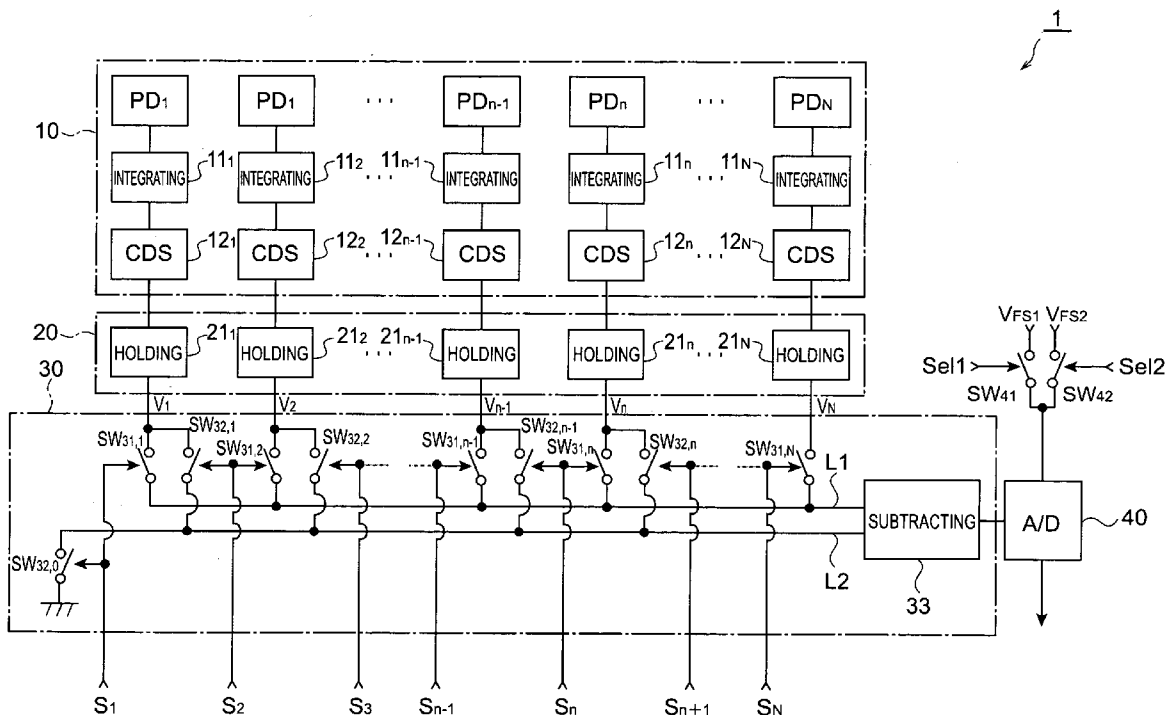 1
PD1 PD1 ··· PDn-1 PDn ··· PDN
10
INTEGRATING 111 INTEGRATING 112 11n-1 ··· INTEGRATING INTEGRATING 11n 11N ··· INTEGRATING
CDS 121 CDS 122 12n-1 ··· CDS CDS 12n 12N ··· CDS
20
HOLDING 211 HOLDING 212 21n-1 ··· HOLDING HOLDING 21n 21N ··· HOLDING
VFS1 VFS2
Sel1 Sel2
SW41 SW42
30
V1 V2 Vn-1 Vn VN
SW31,1 SW32,1 SW31,2 SW32,2 SW31,n-1 SW32,n-1 SW31,n SW32,n SW31,N
L1
SUBTRACTING
A/D
40
SW32,0
L2
33
S1 S2 S3 Sn-1 Sn Sn+1 SN